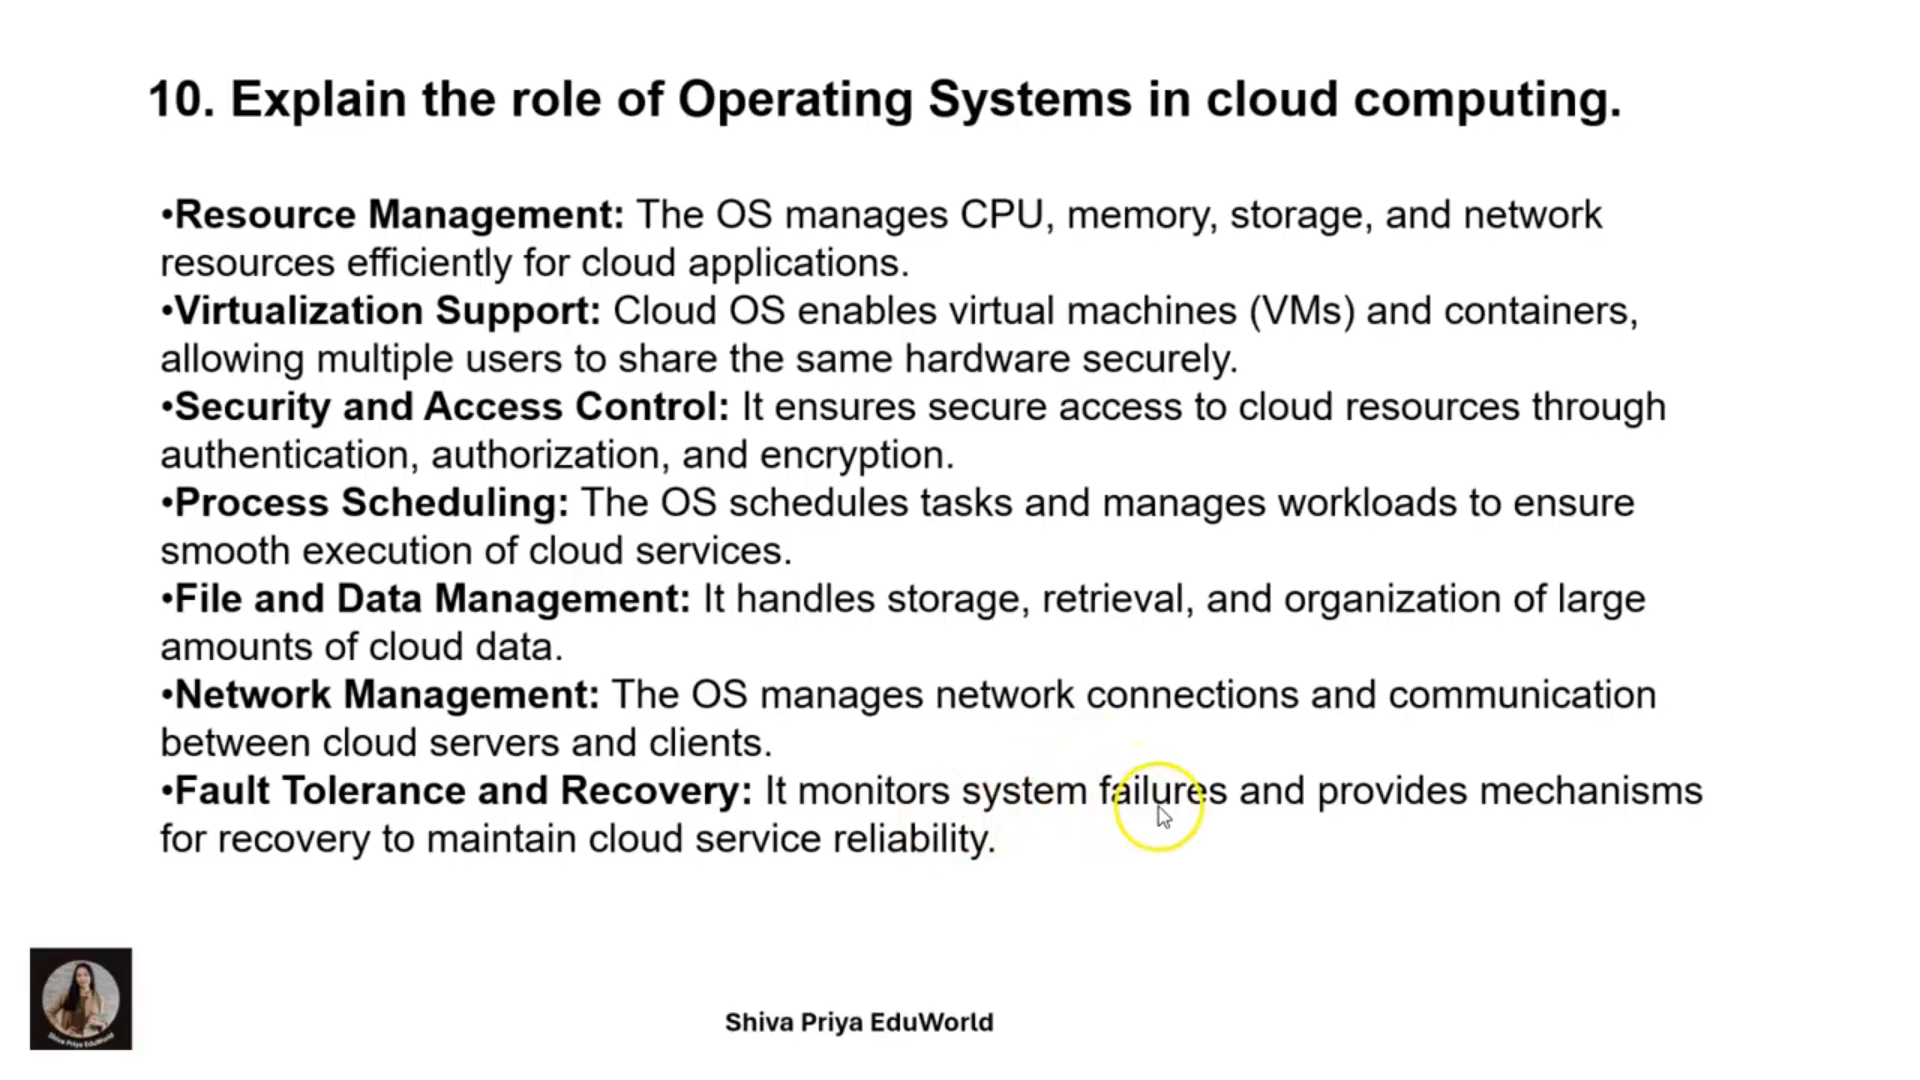 10. Explain the role of Operating Systems in cloud computing.
•Resource Management: The OS manages CPU, memory, storage, and network
resources efficiently for cloud applications.
•Virtualization Support: Cloud OS enables virtual machines (VMs) and containers,
allowing multiple users to share the same hardware securely.
•Security and Access Control: It ensures secure access to cloud resources through
authentication, authorization, and encryption.
•Process Scheduling: The OS schedules tasks and manages workloads to ensure
smooth execution of cloud services.
•File and Data Management: It handles storage, retrieval, and organization of large
amounts of cloud data.
•Network Management: The OS manages network connections and communication
between cloud servers and clients.
•Fault Tolerance and Recovery: It monitors system failures and provides mechanisms
for recovery to maintain cloud service reliability.
Shiva Priya EduWorld
Shiva Priya EduWorld